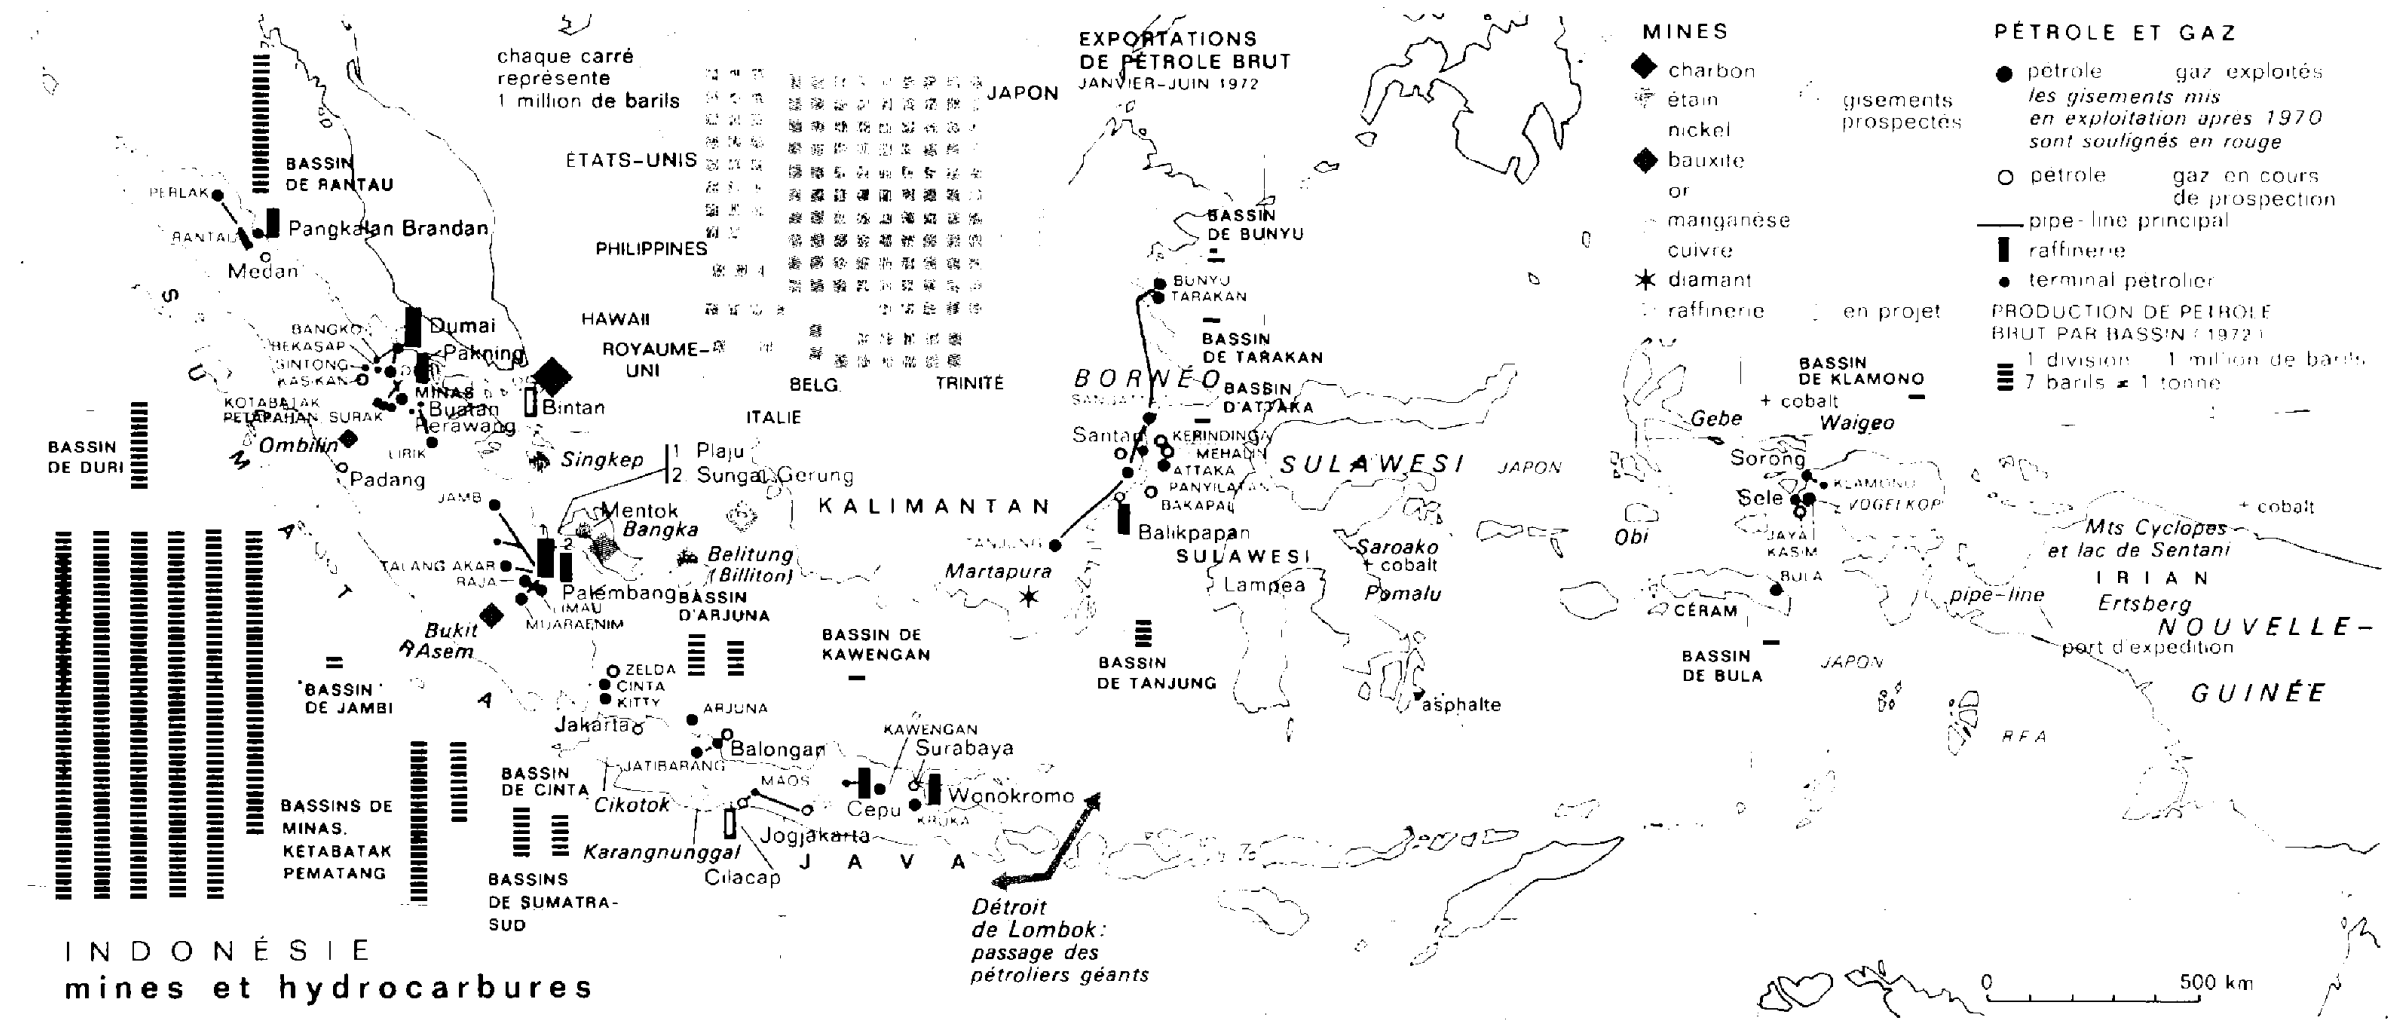 INDONÉSIE
mines et hydrocarbures
chaque carré
représente
1 million de barils
EXPORTATIONS
DE PÉTROLE BRUT
JANVIER-JUIN 1972
JAPON
ÉTATS-UNIS
PHILIPPINES
HAWAII
ROYAUME-
UNI
BELG.
TRINITÉ
ITALIE
MINES
charbon
étain
nickel
bauxite
or
manganèse
cuivre
diamant
raffinerie
en projet
gisements
prospectés
PÉTROLE ET GAZ
pétrole gaz exploités
les gisements mis
en exploitation après 1970
sont soulignés en rouge
pétrole gaz en cours
de prospection
pipe-line principal
raffinerie
terminal pétrolier
PRODUCTION DE PETROLE
BRUT PAR BASSIN (1972)
1 division 1 million de barils
7 barils ≠ 1 tonne
BASSIN
DE RANTAU
PERLAK
RANTAU
Pangkalan Brandan
Medan
SUMATRA
BANGKO
BEKASAP
SINTONG
KASIKAN
Dumai
Pakning
MINAS
KOTABATAK
PETAPAHAN SURAK
Buatan
Perawang
Bintan
BASSIN
DE DURI
Ombilin
LIRIK
Padang
Singkep
1 Plaju
2 Sungai Gerung
JAMBI
Mentok
Bangka
Belitung
(Billiton)
TALANG AKAR
RAJA
Palembang
LIMAU
MUARAENIM
Bukit
Asem
BASSIN
D'ARJUNA
BASSIN
DE JAMBI
BASSINS DE
MINAS,
KETABATAK
PEMATANG
BASSIN
DE CINTA
BASSINS
DE SUMATRA-
SUD
ZELDA
CINTA
KITTY
Jakarta
ARJUNA
Balongan
JATIBARANG
Cikotok
MAOS
Karangnunggal
Cilacap
Jogjakarta
JAVA
BASSIN DE
KAWENGAN
KAWENGAN
Surabaya
Cepu
Wonokromo
KRUKA
Détroit
de Lombok:
passage des
pétroliers géants
BASSIN
DE BUNYU
BUNYU
TARAKAN
BASSIN
DE TARAKAN
BORNÉO
BASSIN
D'ATTAKA
Santan
KERINDINGAN
MEHALIN
ATTAKA
PANYILATAN
BAKAPAI
Balikpapan
KALIMANTAN
TANJUNG
Martapura
BASSIN
DE TANJUNG
SULAWESI
JAPON
SULAWESI
Lampea
Saroako
+ cobalt
Pomalu
asphalte
BASSIN
DE KLAMONO
+ cobalt
Gebe
Waigeo
Sorong
KLAMONO
Sele
VOGELKOP
JAYA
KASIM
Obi
BULA
CÉRAM
BASSIN
DE BULA
JAPON
RFA
pipe-line
+ cobalt
Mts Cyclopes
et lac de Sentani
IRIAN
Ertsberg
NOUVELLE-
GUINÉE
port d'expédition
0 500 km